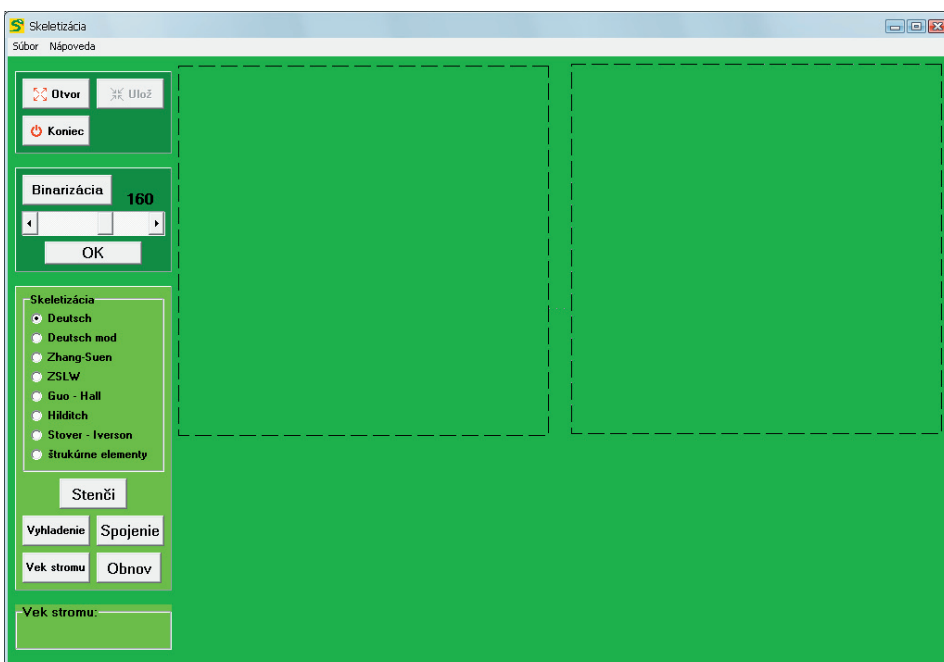 Skeletizácia
Súbor Nápoveda
Otvor Ulož
Koniec
Binarizácia 160
OK
Skeletizácia
Deutsch
Deutsch mod
Zhang-Suen
ZSLW
Guo - Hall
Hilditch
Stover - Iverson
štrukúrne elementy
Stenči
Vyhladenie Spojenie
Vek stromu Obnov
Vek stromu: